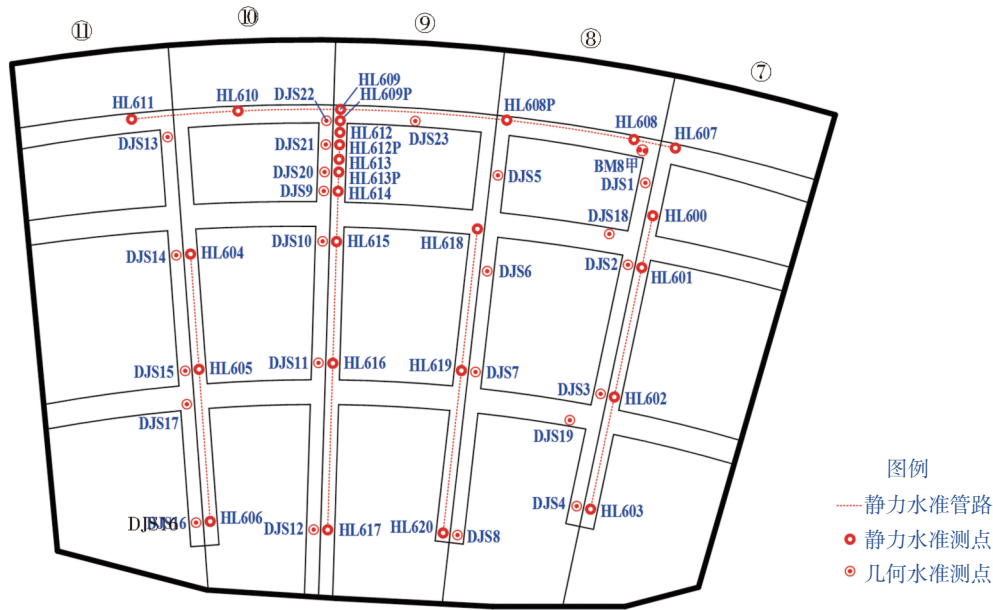 ⑪
⑩
⑨
⑧
⑦
HL611
HL610
DJS22
HL609
HL609P
HL608P
HL608
HL607
DJS13
DJS21
HL612
HL612P
DJS23
BM8甲
DJS20
HL613
HL613P
DJS5
DJS1
DJS9
HL614
DJS18
HL600
DJS14
HL604
DJS10
HL615
HL618
DJS6
DJS2
HL601
DJS15
HL605
DJS11
HL616
HL619
DJS7
DJS3
HL602
DJS17
DJS19
DJS16
HL606
DJS12
HL617
HL620
DJS8
DJS4
HL603
图例
静力水准管路
静力水准测点
几何水准测点